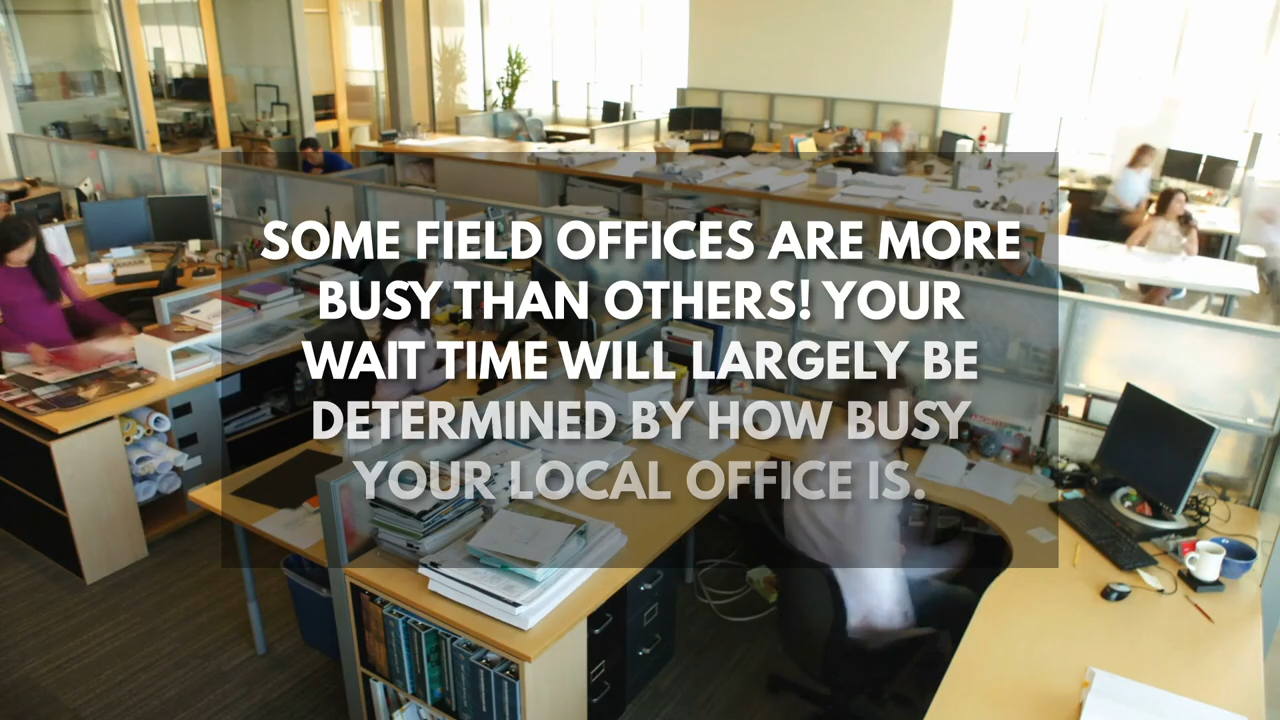 SOME FIELD OFFICES ARE MORE
BUSY THAN OTHERS! YOUR
WAIT TIME WILL LARGELY BE
DETERMINED BY HOW BUSY
YOUR LOCAL OFFICE IS.